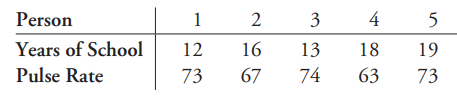 Person 1 2 3 4 5
Years of School 12 16 13 18 19
Pulse Rate 73 67 74 63 73